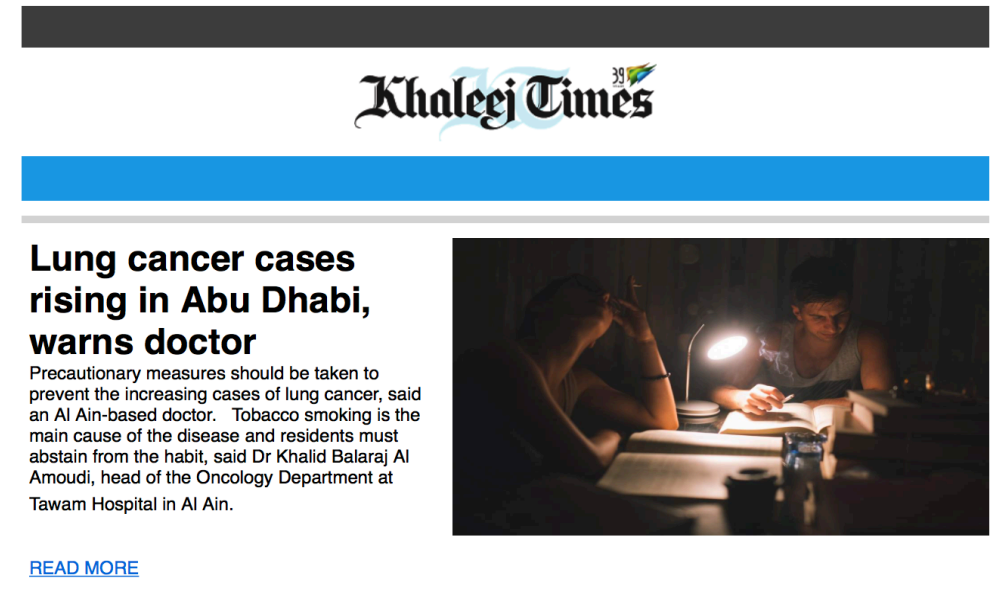 Khaleej Times
39
Lung cancer cases
rising in Abu Dhabi,
warns doctor
Precautionary measures should be taken to
prevent the increasing cases of lung cancer, said
an Al Ain-based doctor.   Tobacco smoking is the
main cause of the disease and residents must
abstain from the habit, said Dr Khalid Balaraj Al
Amoudi, head of the Oncology Department at
Tawam Hospital in Al Ain.
READ MORE